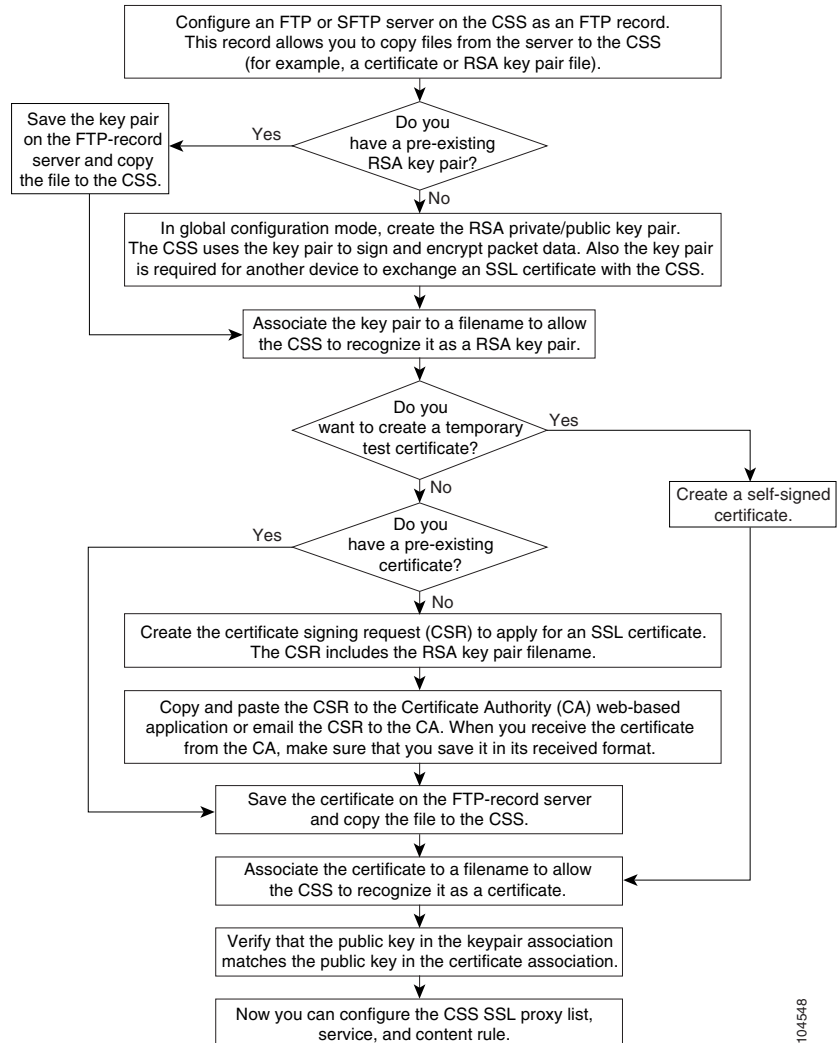 Configure an FTP or SFTP server on the CSS as an FTP record.
This record allows you to copy files from the server to the CSS
(for example, a certificate or RSA key pair file).
Do you
have a pre-existing
RSA key pair?
Yes
Save the key pair
on the FTP-record
server and copy
the file to the CSS.
No
In global configuration mode, create the RSA private/public key pair.
The CSS uses the key pair to sign and encrypt packet data. Also the key pair
is required for another device to exchange an SSL certificate with the CSS.
Associate the key pair to a filename to allow
the CSS to recognize it as a RSA key pair.
Do you
want to create a temporary
test certificate?
Yes
Create a self-signed
certificate.
No
Do you
have a pre-existing
certificate?
Yes
No
Create the certificate signing request (CSR) to apply for an SSL certificate.
The CSR includes the RSA key pair filename.
Copy and paste the CSR to the Certificate Authority (CA) web-based
application or email the CSR to the CA. When you receive the certificate
from the CA, make sure that you save it in its received format.
Save the certificate on the FTP-record server
and copy the file to the CSS.
Associate the certificate to a filename to allow
the CSS to recognize it as a certificate.
Verify that the public key in the keypair association
matches the public key in the certificate association.
Now you can configure the CSS SSL proxy list,
service, and content rule.
104548